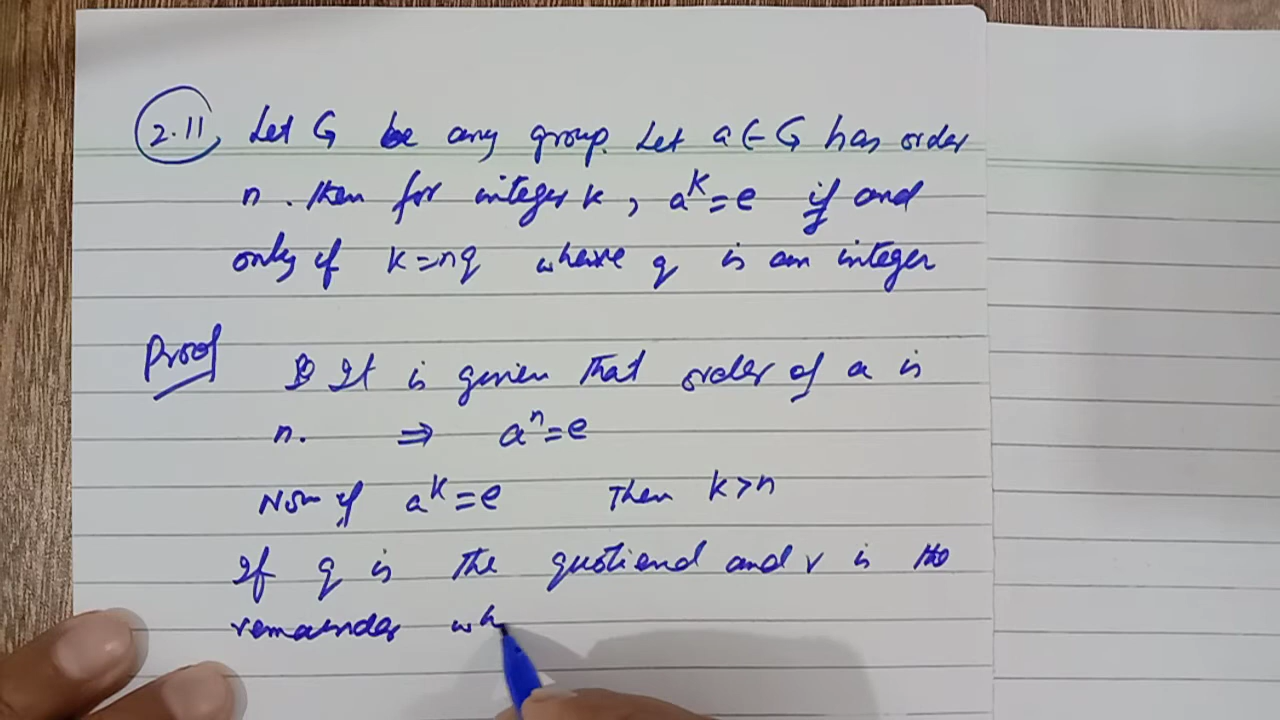 2.11, Let G be any group. Let a ∈ G has order
n. then for integer k, a^k = e if and
only if k = nq where q is an integer
Proof It is given that order of a is
n. ⇒ a^n = e
Now if a^k = e Then k > n
If q is the quotiend and r is the
remainder wh